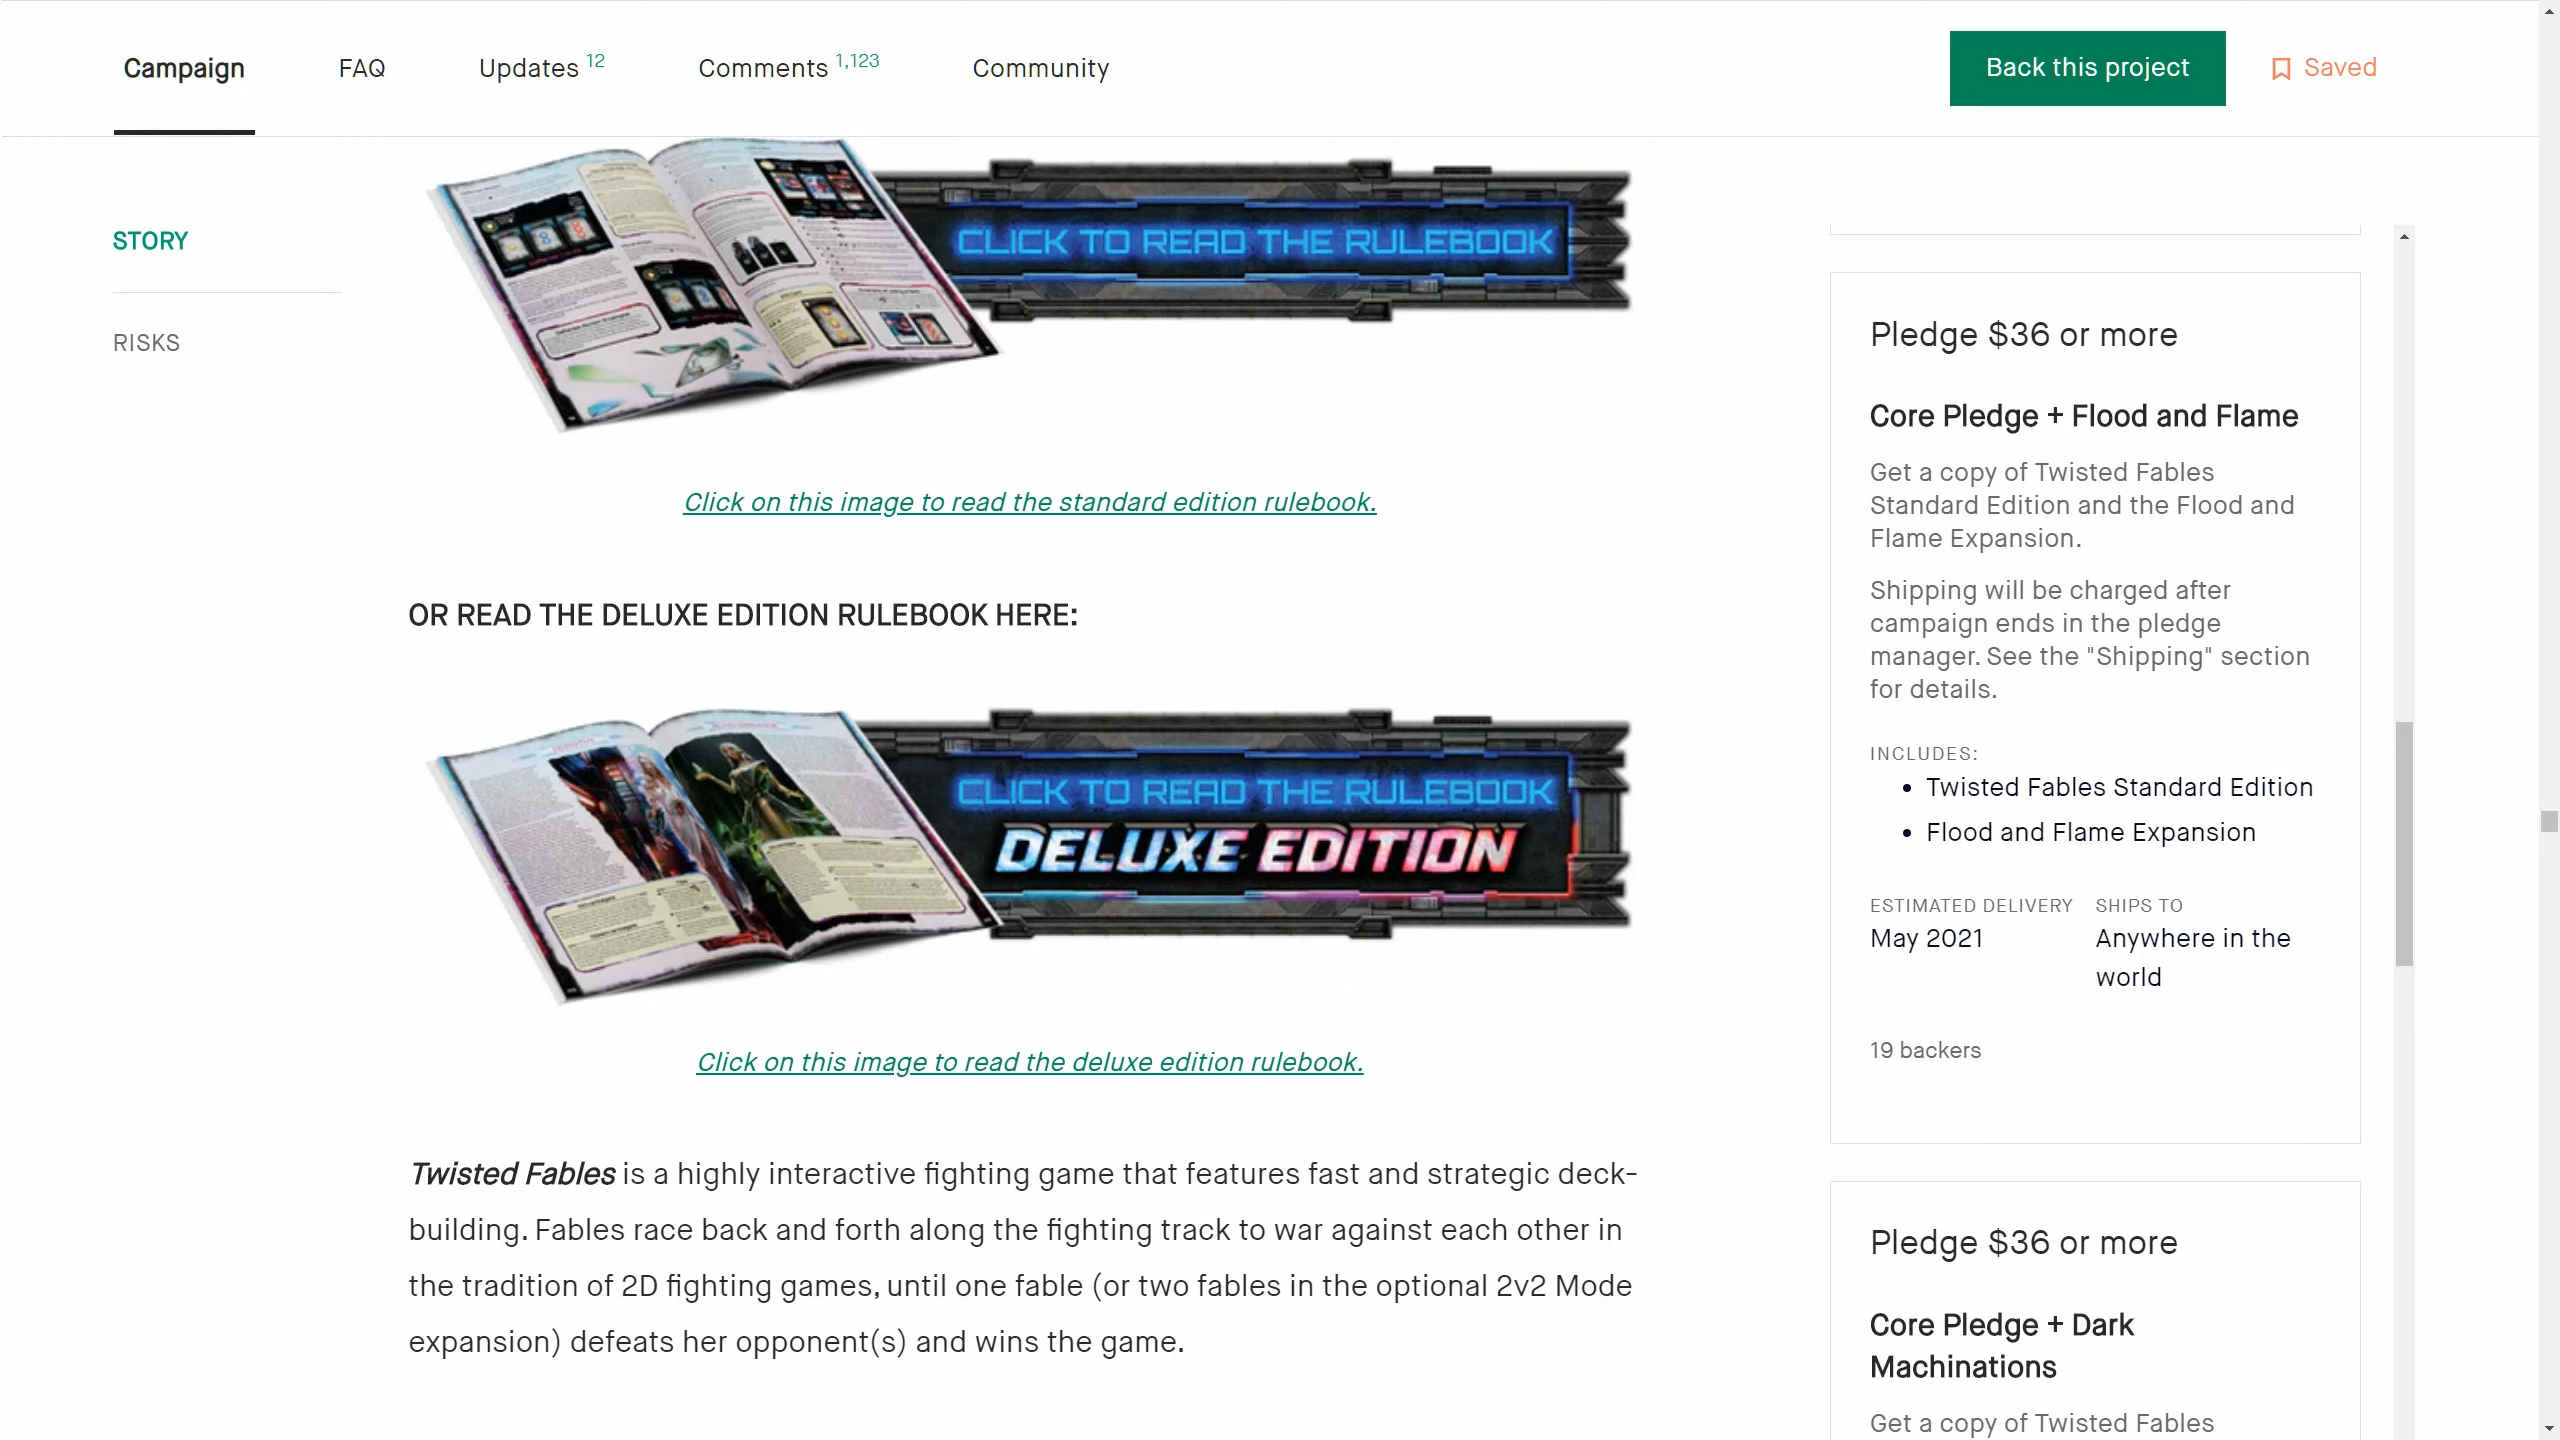 Campaign
FAQ
Updates 12
Comments 1,123
Community
Back this project
Saved
STORY
RISKS
CLICK TO READ THE RULEBOOK
Click on this image to read the standard edition rulebook.
OR READ THE DELUXE EDITION RULEBOOK HERE:
CLICK TO READ THE RULEBOOK
DELUXE EDITION
Click on this image to read the deluxe edition rulebook.
Twisted Fables is a highly interactive fighting game that features fast and strategic deck-
building. Fables race back and forth along the fighting track to war against each other in
the tradition of 2D fighting games, until one fable (or two fables in the optional 2v2 Mode
expansion) defeats her opponent(s) and wins the game.
Pledge $36 or more
Core Pledge + Flood and Flame
Get a copy of Twisted Fables
Standard Edition and the Flood and
Flame Expansion.
Shipping will be charged after
campaign ends in the pledge
manager. See the "Shipping" section
for details.
INCLUDES:
• Twisted Fables Standard Edition
• Flood and Flame Expansion
ESTIMATED DELIVERY
May 2021
SHIPS TO
Anywhere in the
world
19 backers
Pledge $36 or more
Core Pledge + Dark
Machinations
Get a copy of Twisted Fables